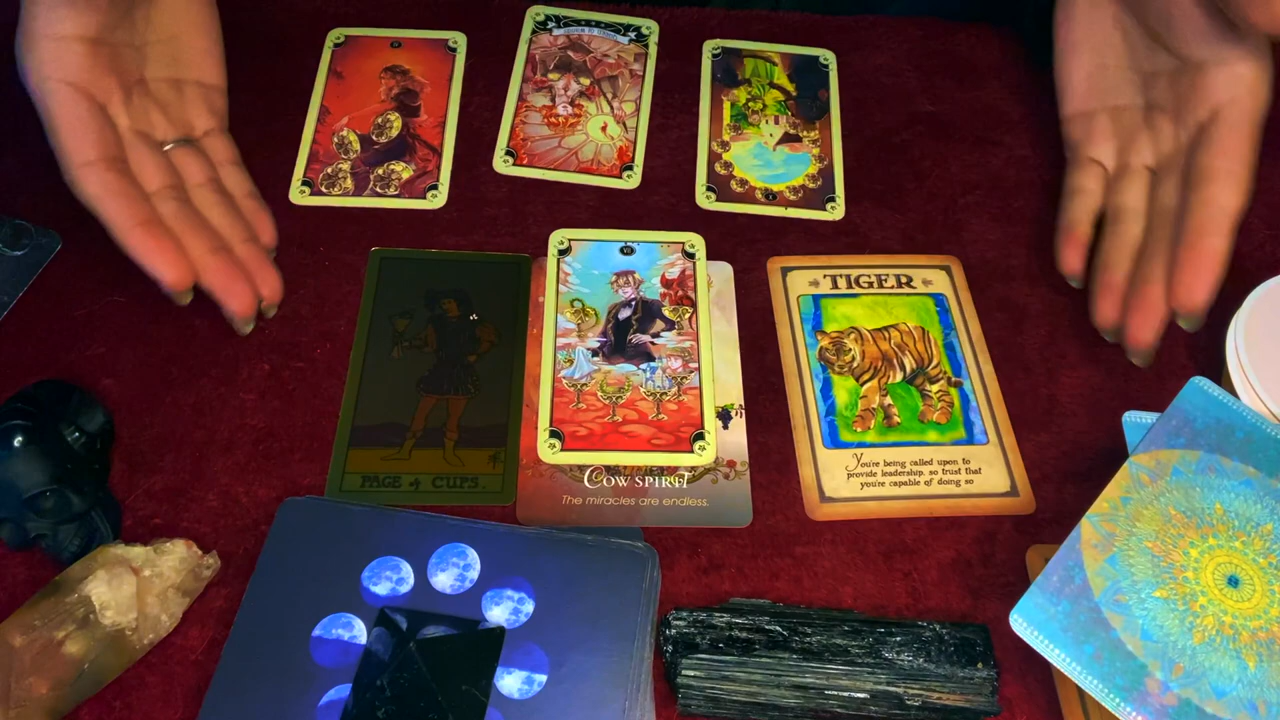 TIGER
You're being called upon to
provide leadership, so trust that
you're capable of doing so
VII
PAGE of CUPS.
COW SPIRIT
The miracles are endless.